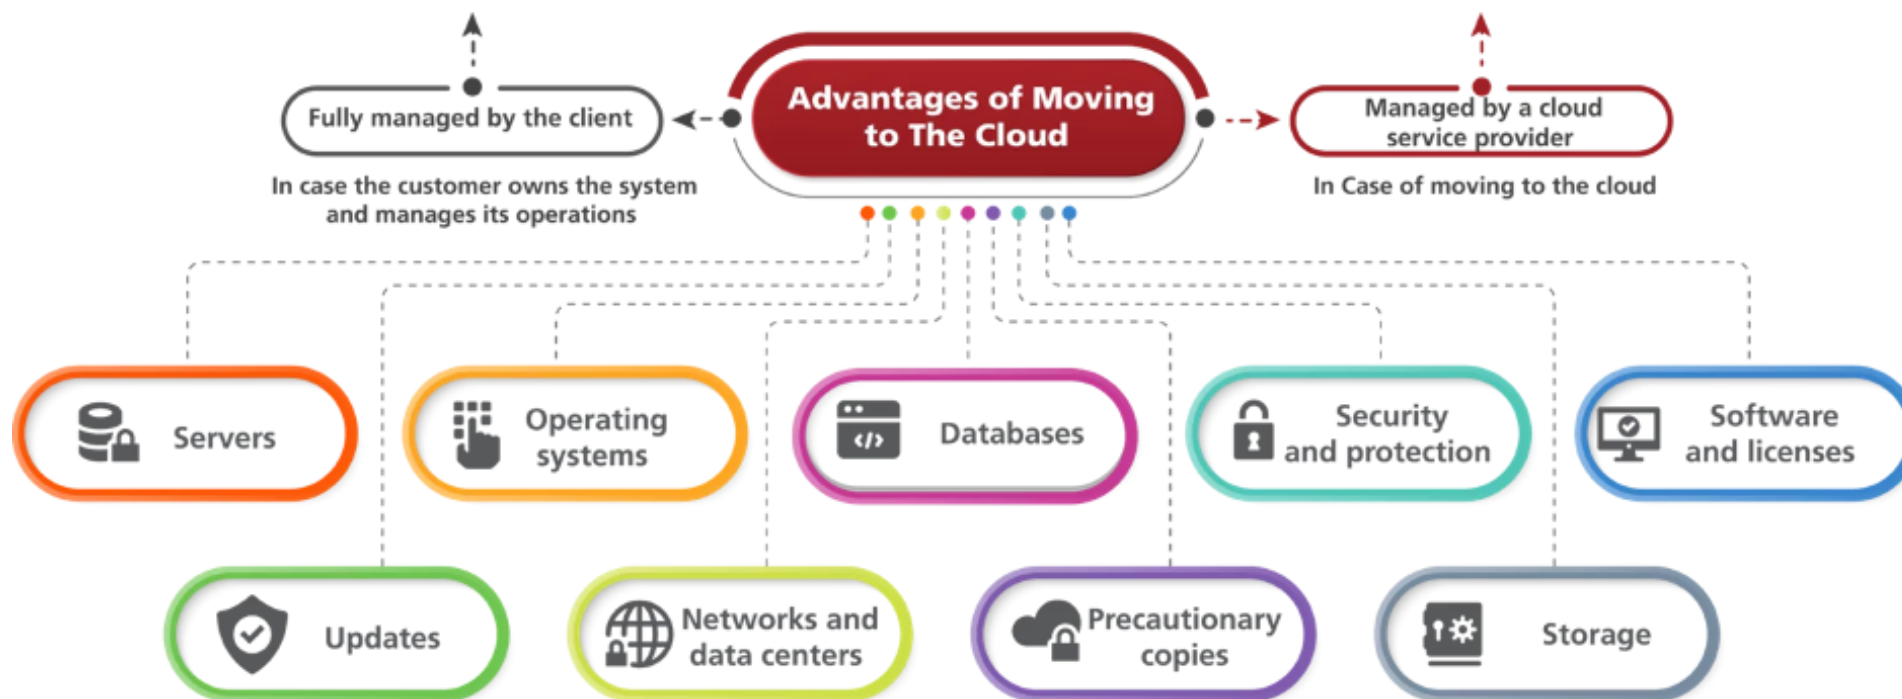 Advantages of Moving
to The Cloud
Fully managed by the client
In case the customer owns the system
and manages its operations
Managed by a cloud
service provider
In Case of moving to the cloud
Servers
Operating
systems
Databases
Security
and protection
Software
and licenses
Updates
Networks and
data centers
Precautionary
copies
Storage